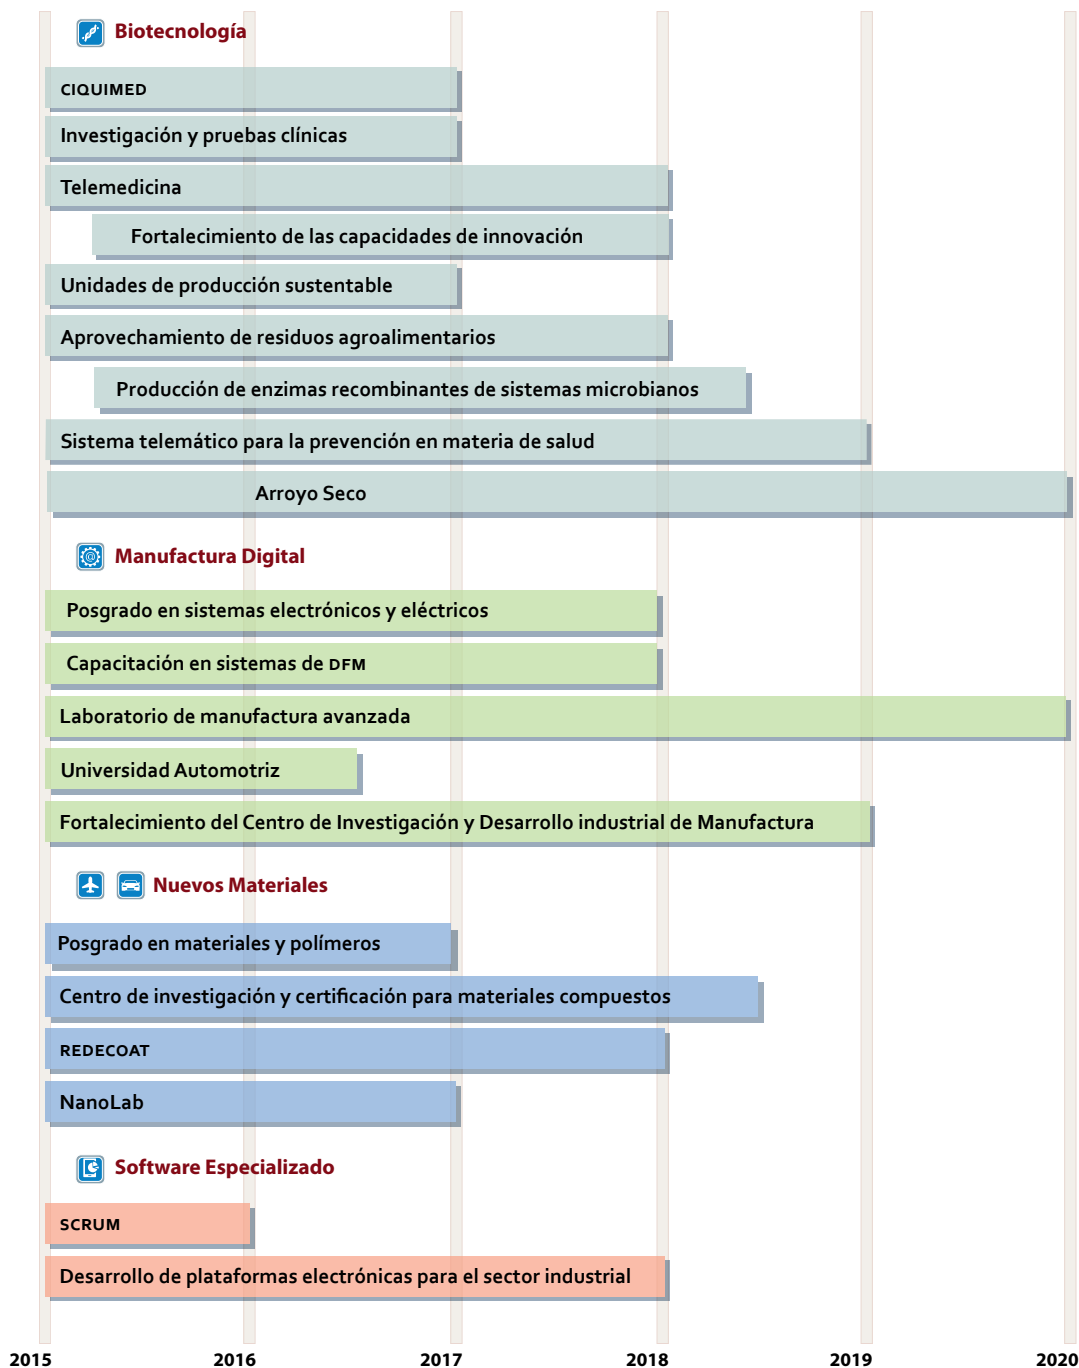 Biotecnología
CIQUIMED
Investigación y pruebas clínicas
Telemedicina
Fortalecimiento de las capacidades de innovación
Unidades de producción sustentable
Aprovechamiento de residuos agroalimentarios
Producción de enzimas recombinantes de sistemas microbianos
Sistema telemático para la prevención en materia de salud
Arroyo Seco
Manufactura Digital
Posgrado en sistemas electrónicos y eléctricos
Capacitación en sistemas de DFM
Laboratorio de manufactura avanzada
Universidad Automotriz
Fortalecimiento del Centro de Investigación y Desarrollo industrial de Manufactura
Nuevos Materiales
Posgrado en materiales y polímeros
Centro de investigación y certificación para materiales compuestos
REDECOAT
NanoLab
Software Especializado
SCRUM
Desarrollo de plataformas electrónicas para el sector industrial
2015 2016 2017 2018 2019 2020